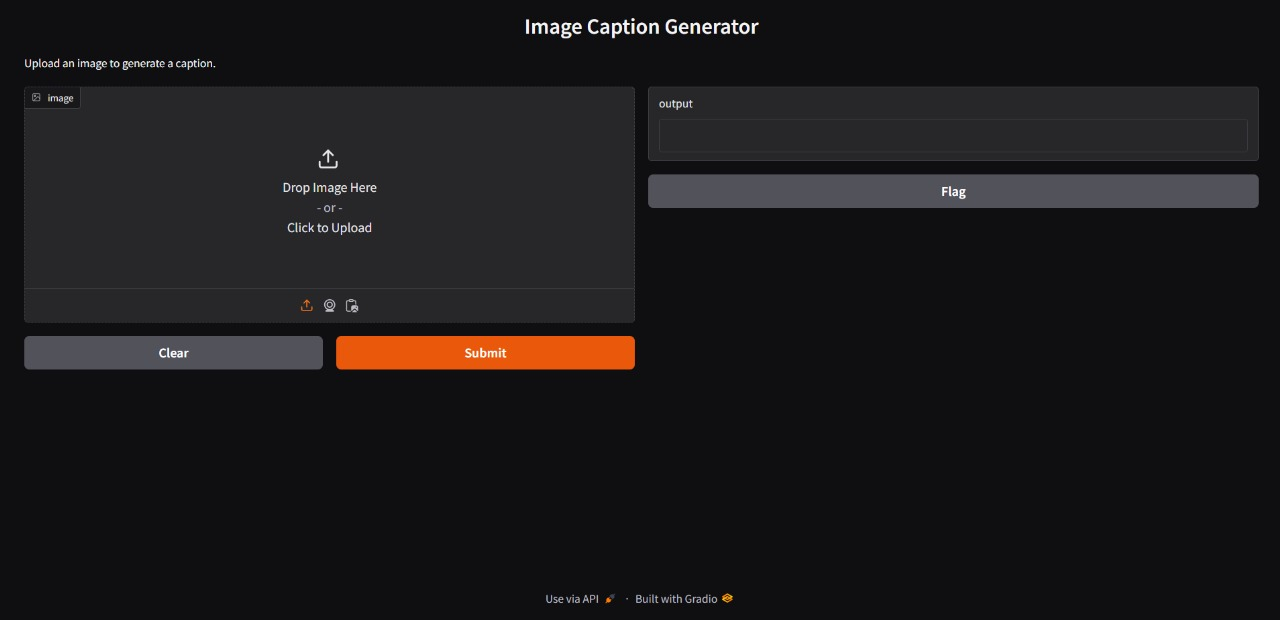 Image Caption Generator
Upload an image to generate a caption.
image
Drop Image Here
- or -
Click to Upload
Clear
Submit
output
Flag
Use via API · Built with Gradio